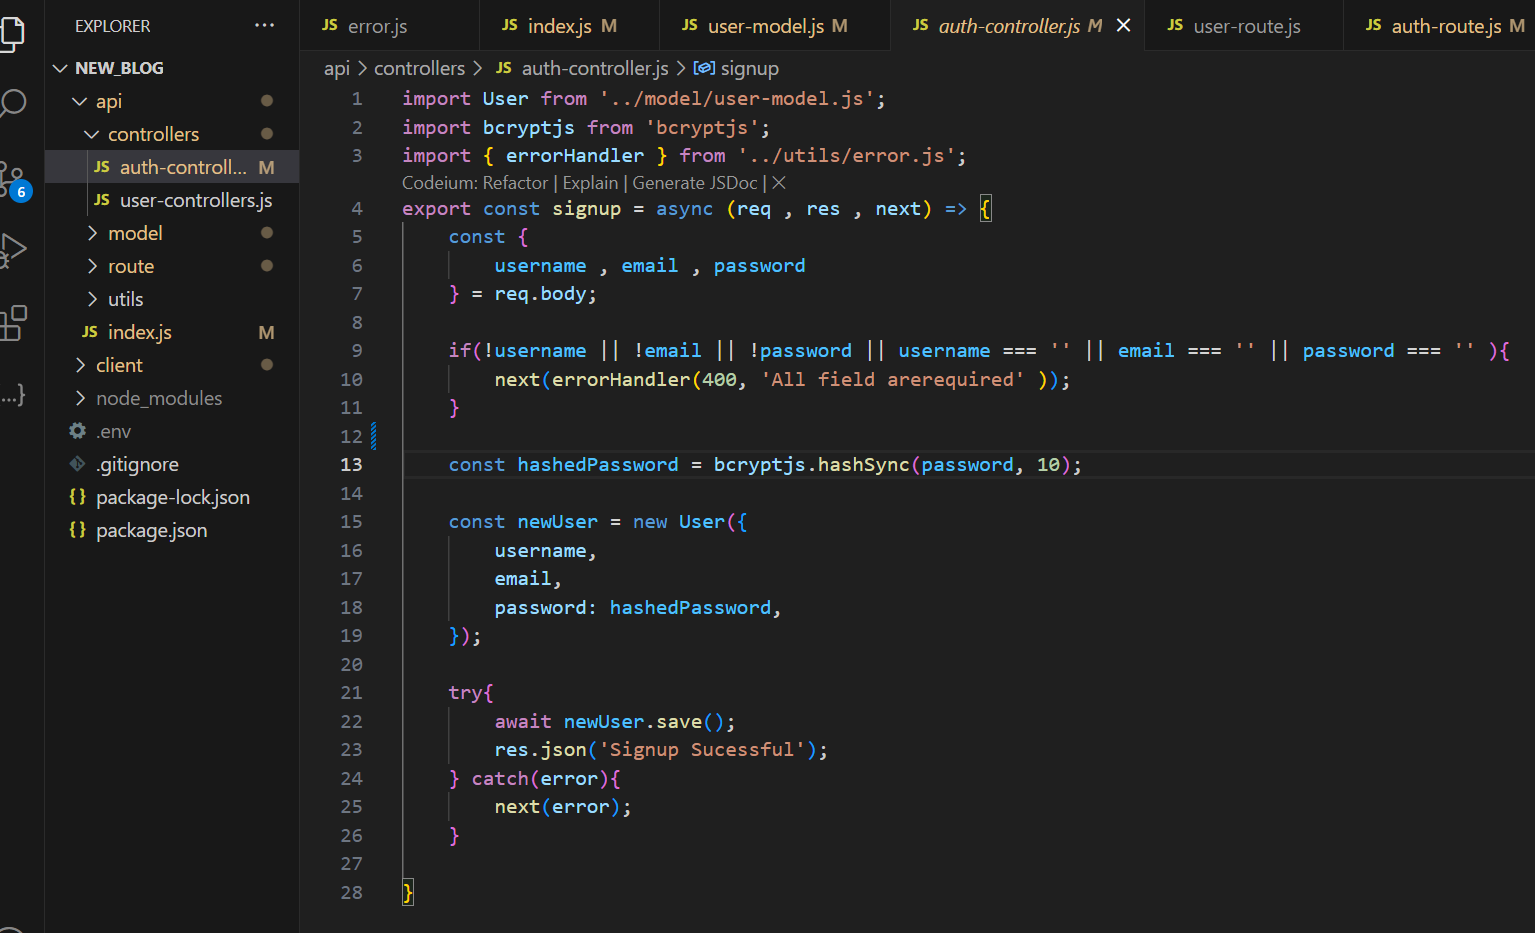 EXPLORER ...
NEW_BLOG
api
controllers
JS auth-controll... M
JS user-controllers.js
model
route
utils
JS index.js M
client
node_modules
.env
.gitignore
{} package-lock.json
{} package.json
6
JS error.js
JS index.js M
JS user-model.js M
JS auth-controller.js M
JS user-route.js
JS auth-route.js M
api > controllers > JS auth-controller.js > signup
1 import User from '../model/user-model.js';
2 import bcryptjs from 'bcryptjs';
3 import { errorHandler } from '../utils/error.js';
Codeium: Refactor | Explain | Generate JSDoc | ×
4 export const signup = async (req , res , next) => {
5 const {
6 username , email , password
7 } = req.body;
8
9 if(!username || !email || !password || username === '' || email === '' || password === '' ){
10 next(errorHandler(400, 'All field arerequired' ));
11 }
12
13 const hashedPassword = bcryptjs.hashSync(password, 10);
14
15 const newUser = new User({
16 username,
17 email,
18 password: hashedPassword,
19 });
20
21 try{
22 await newUser.save();
23 res.json('Signup Sucessful');
24 } catch(error){
25 next(error);
26 }
27
28 }